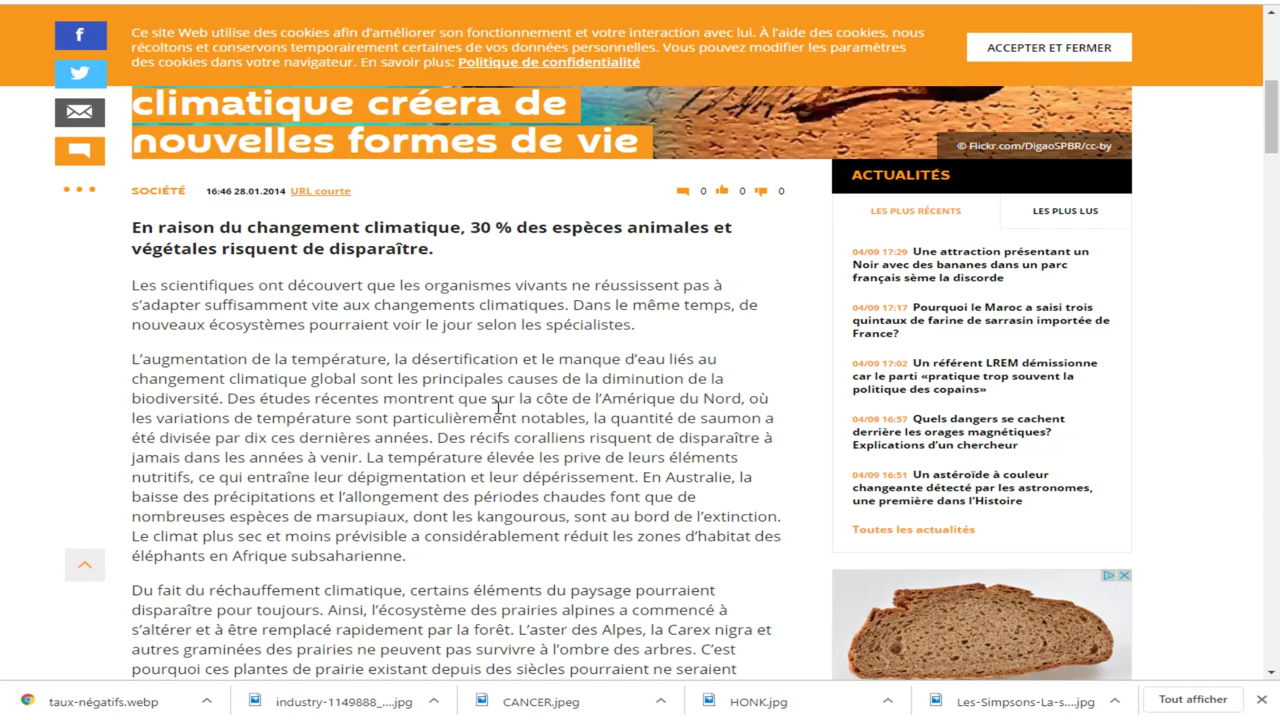 Ce site Web utilise des cookies afin d’améliorer son fonctionnement et votre interaction avec lui. À l’aide des cookies, nous
récoltons et conservons temporairement certaines de vos données personnelles. Vous pouvez modifier les paramètres
des cookies dans votre navigateur. En savoir plus: Politique de confidentialité
ACCEPTER ET FERMER
climatique créera de
nouvelles formes de vie
© Flickr.com/DigaoSPBR/cc-by
SOCIÉTÉ 16:46 28.01.2014 URL courte
0 0 0
En raison du changement climatique, 30 % des espèces animales et
végétales risquent de disparaître.
Les scientifiques ont découvert que les organismes vivants ne réussissent pas à
s’adapter suffisamment vite aux changements climatiques. Dans le même temps, de
nouveaux écosystèmes pourraient voir le jour selon les spécialistes.
L’augmentation de la température, la désertification et le manque d’eau liés au
changement climatique global sont les principales causes de la diminution de la
biodiversité. Des études récentes montrent que sur la côte de l’Amérique du Nord, où
les variations de température sont particulièrement notables, la quantité de saumon a
été divisée par dix ces dernières années. Des récifs coralliens risquent de disparaître à
jamais dans les années à venir. La température élevée les prive de leurs éléments
nutritifs, ce qui entraîne leur dépigmentation et leur dépérissement. En Australie, la
baisse des précipitations et l’allongement des périodes chaudes font que de
nombreuses espèces de marsupiaux, dont les kangourous, sont au bord de l’extinction.
Le climat plus sec et moins prévisible a considérablement réduit les zones d’habitat des
éléphants en Afrique subsaharienne.
Du fait du réchauffement climatique, certains éléments du paysage pourraient
disparaître pour toujours. Ainsi, l’écosystème des prairies alpines a commencé à
s’altérer et à être remplacé rapidement par la forêt. L’aster des Alpes, la Carex nigra et
autres graminées des prairies ne peuvent pas survivre à l’ombre des arbres. C’est
pourquoi ces plantes de prairie existant depuis des siècles pourraient ne seraient
ACTUALITÉS
LES PLUS RÉCENTS LES PLUS LUS
04/09 17:29 Une attraction présentant un
Noir avec des bananes dans un parc
français sème la discorde
04/09 17:17 Pourquoi le Maroc a saisi trois
quintaux de farine de sarrasin importée de
France?
04/09 17:02 Un référent LREM démissionne
car le parti «pratique trop souvent la
politique des copains»
04/09 16:57 Quels dangers se cachent
derrière les orages magnétiques?
Explications d’un chercheur
04/09 16:51 Un astéroïde à couleur
changeante détecté par les astronomes,
une première dans l’Histoire
Toutes les actualités
taux-négatifs.webp
industry-1149888_....jpg
CANCER.jpeg
HONK.jpg
Les-Simpsons-La-s....jpg
Tout afficher